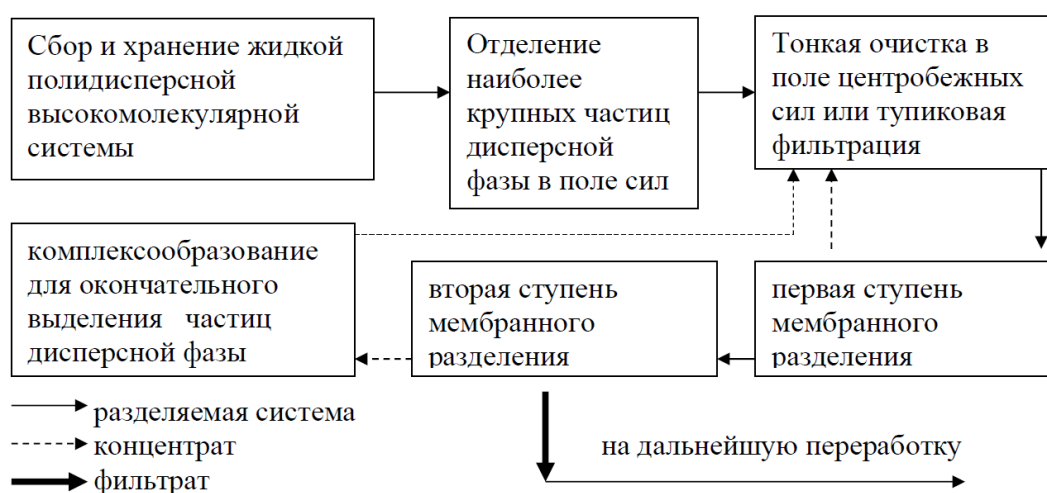 Сбор и хранение жидкой
полидисперсной
высокомолекулярной
системы
Отделение
наиболее
крупных частиц
дисперсной
фазы в поле сил
Тонкая очистка в
поле центробежных
сил или тупиковая
фильтрация
комплексообразование
для окончательного
выделения частиц
дисперсной фазы
вторая ступень
мембранного
разделения
первая ступень
мембранного
разделения
разделяемая система
концентрат
фильтрат
на дальнейшую переработку